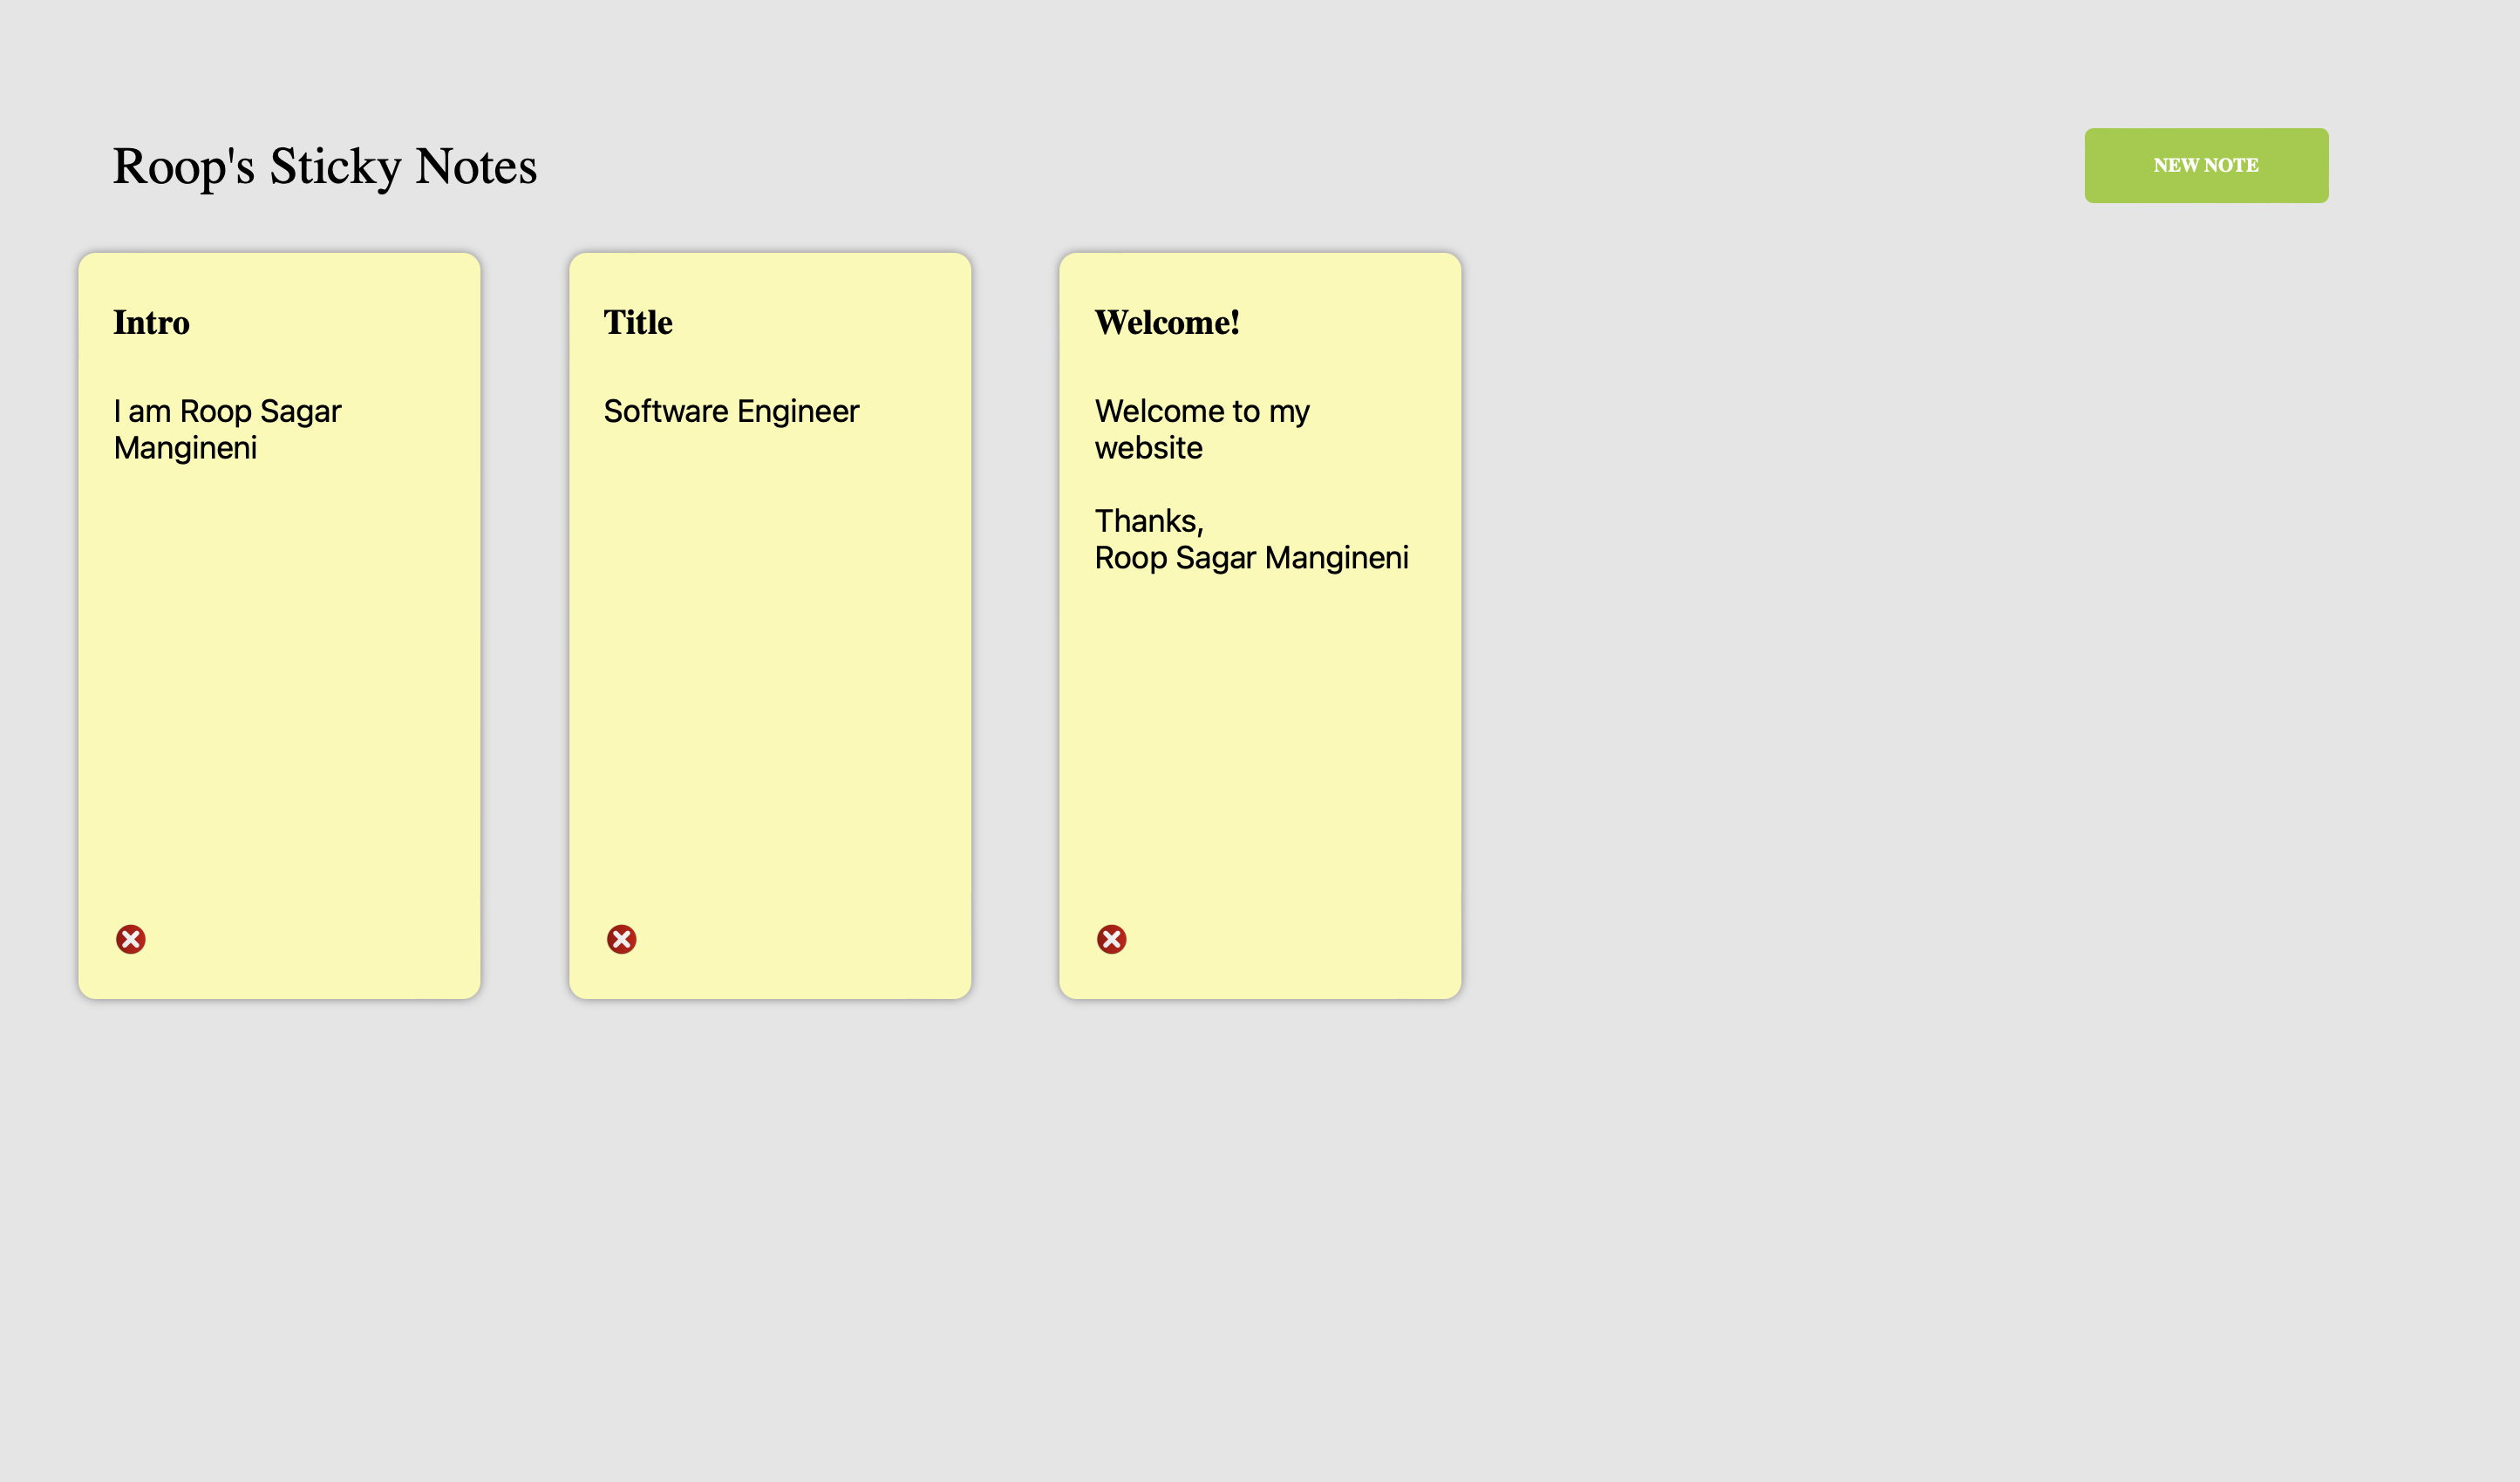 Roop's Sticky Notes
NEW NOTE
Intro
I am Roop Sagar
Mangineni
Title
Software Engineer
Welcome!
Welcome to my
website
Thanks,
Roop Sagar Mangineni